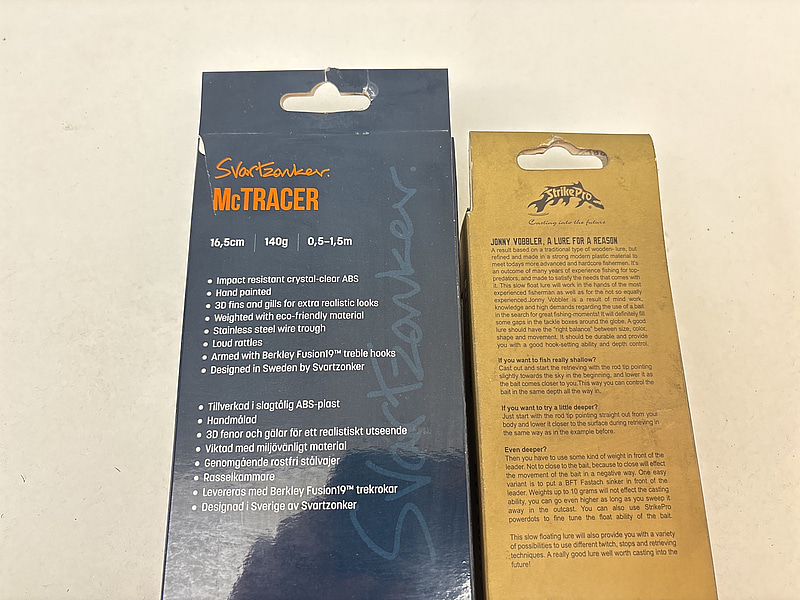 Svartzonker.
McTRACER
16,5cm | 140g | 0,5–1,5m
• Impact resistant crystal-clear ABS
• Hand painted
• 3D fins and gills for extra realistic looks
• Weighted with eco-friendly material
• Stainless steel wire trough
• Loud rattles
• Armed with Berkley Fusion19™ treble hooks
• Designed in Sweden by Svartzonker
• Tillverkad i slagtålig ABS-plast
• Handmålad
• 3D fenor och gälar för ett realistiskt utseende
• Viktad med miljövänligt material
• Genomgående rostfri stålvajer
• Rasselkammare
• Levereras med Berkley Fusion19™ trekrokar
• Designad i Sverige av Svartzonker
Svartzonker.
StrikePro
Casting into the future
JONNY VOBBLER, A LURE FOR A REASON
A result based on a traditional type of wooden- lure, but
refined and made in a strong modern plastic material to
meet todays more advanced and hardcore fishermen. It's
an outcome of many years of experience fishing for top-
predators, and made to satisfy the demands that comes
with it. This slow float lure will work in the hands of the most
experienced fisherman as well as for the not so equally
experienced.Jonny Vobbler is a result of mind work,
knowledge and high demands regarding the use of a bait
in the search for great fishing-moments! It will definitely fill
some gaps in the tackle boxes around the globe. A good
lure should have the "right balance" between size, color,
shape and movement. It should be durable and provide
you with a good hook-setting ability and depth control.
If you want to fish really shallow?
Cast out and start the retrieving with the rod tip pointing
slightly towards the sky in the beginning, and lower it as
the bait comes closer to you.This way you can control the
bait in the same depth all the way in.
If you want to try a little deeper?
Just start with the rod tip pointing straight out from your
body and lower it closer to the surface during retrieving in
the same way as in the example before.
Even deeper?
Then you have to use some kind of weight in front of the
leader. Not to close to the bait, because to close will effect
the movement of the bait in a negative way. One easy
variant is to put a BFT Fastach sinker in front of the
leader. Weights up to 10 grams will not effect the casting
ability, you can go even higher as long as you sweep it
away in the outcast. You can also use StrikePro
powerdots to fine tune the float ability of the bait.
This slow floating lure will also provide you with a variety
of possibilities to use different twitch, stops and retrieving
techniques. A really good lure well worth casting into the
future!